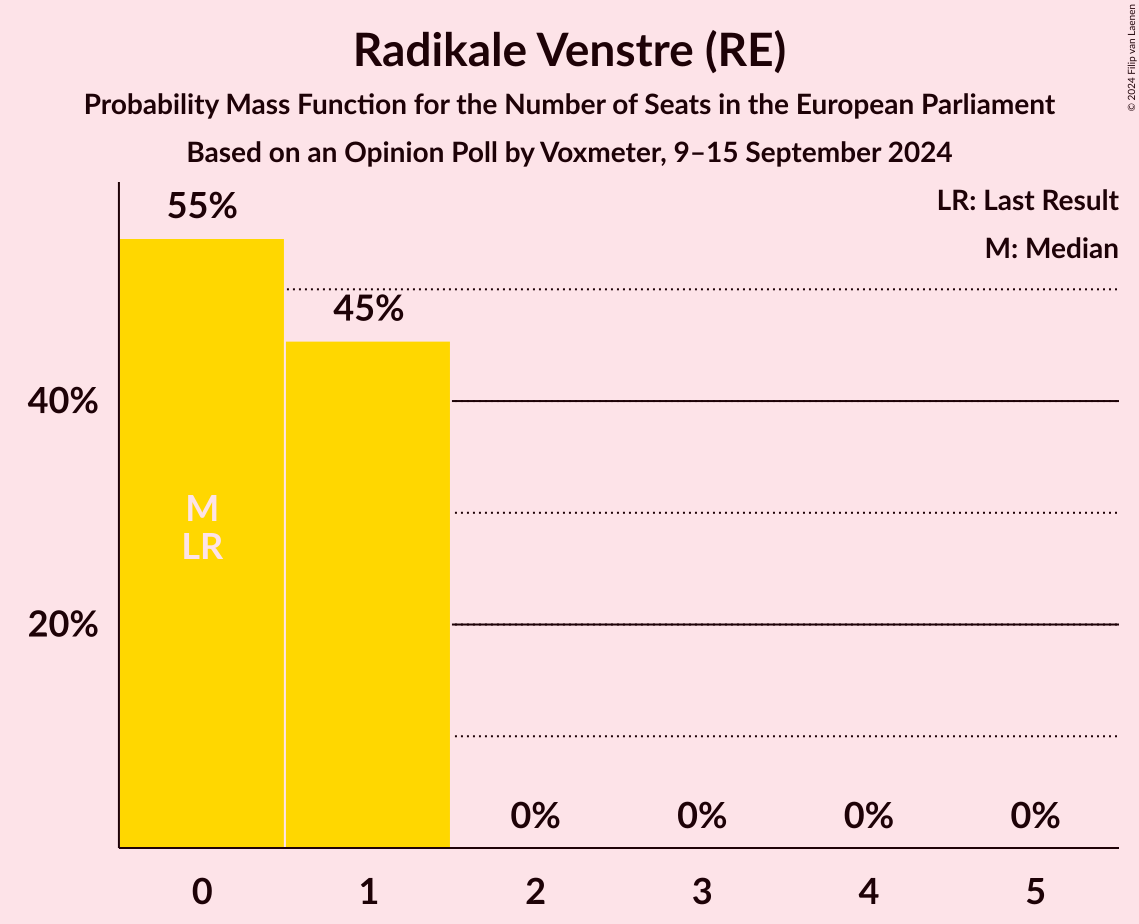 Radikale Venstre (RE)
Probability Mass Function for the Number of Seats in the European Parliament
Based on an Opinion Poll by Voxmeter, 9–15 September 2024
© 2024 Filip van Laenen
LR: Last Result
M: Median
55%
45%
40%
20%
M
LR
0%
0%
0%
0%
0
1
2
3
4
5